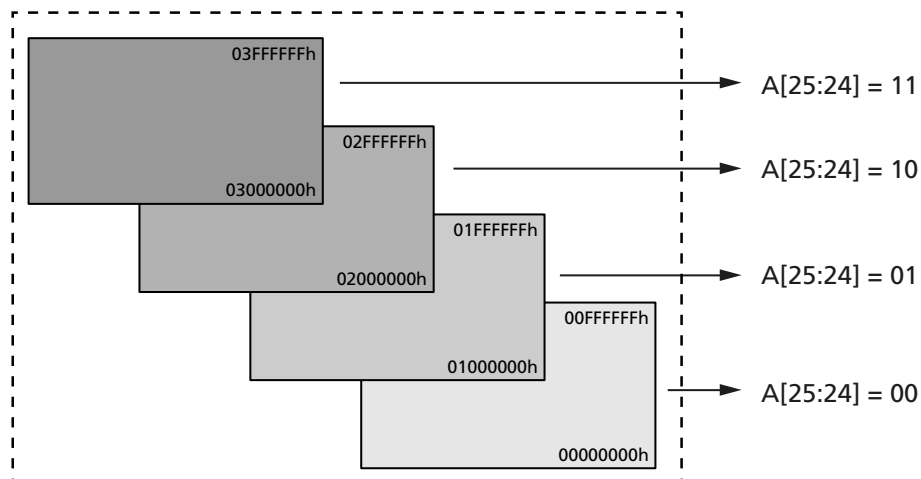 03FFFFFFh
A[25:24] = 11
02FFFFFFh
A[25:24] = 10
03000000h
01FFFFFFh
A[25:24] = 01
02000000h
00FFFFFFh
01000000h
A[25:24] = 00
00000000h